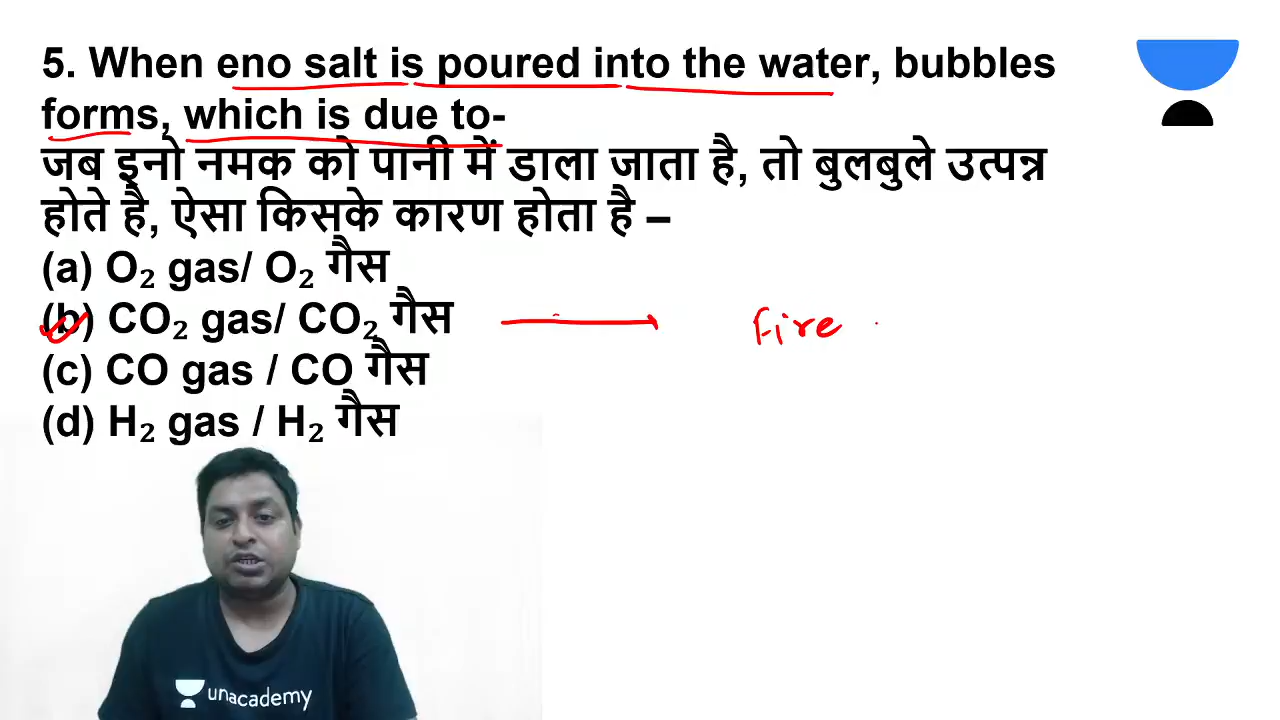 5. When eno salt is poured into the water, bubbles
forms, which is due to-
जब इनो नमक को पानी में डाला जाता है, तो बुलबुले उत्पन्न
होते है, ऐसा किसके कारण होता है –
(a) O₂ gas/ O₂ गैस
(b) CO₂ gas/ CO₂ गैस
Fire
(c) CO gas / CO गैस
(d) H₂ gas / H₂ गैस
unacademy